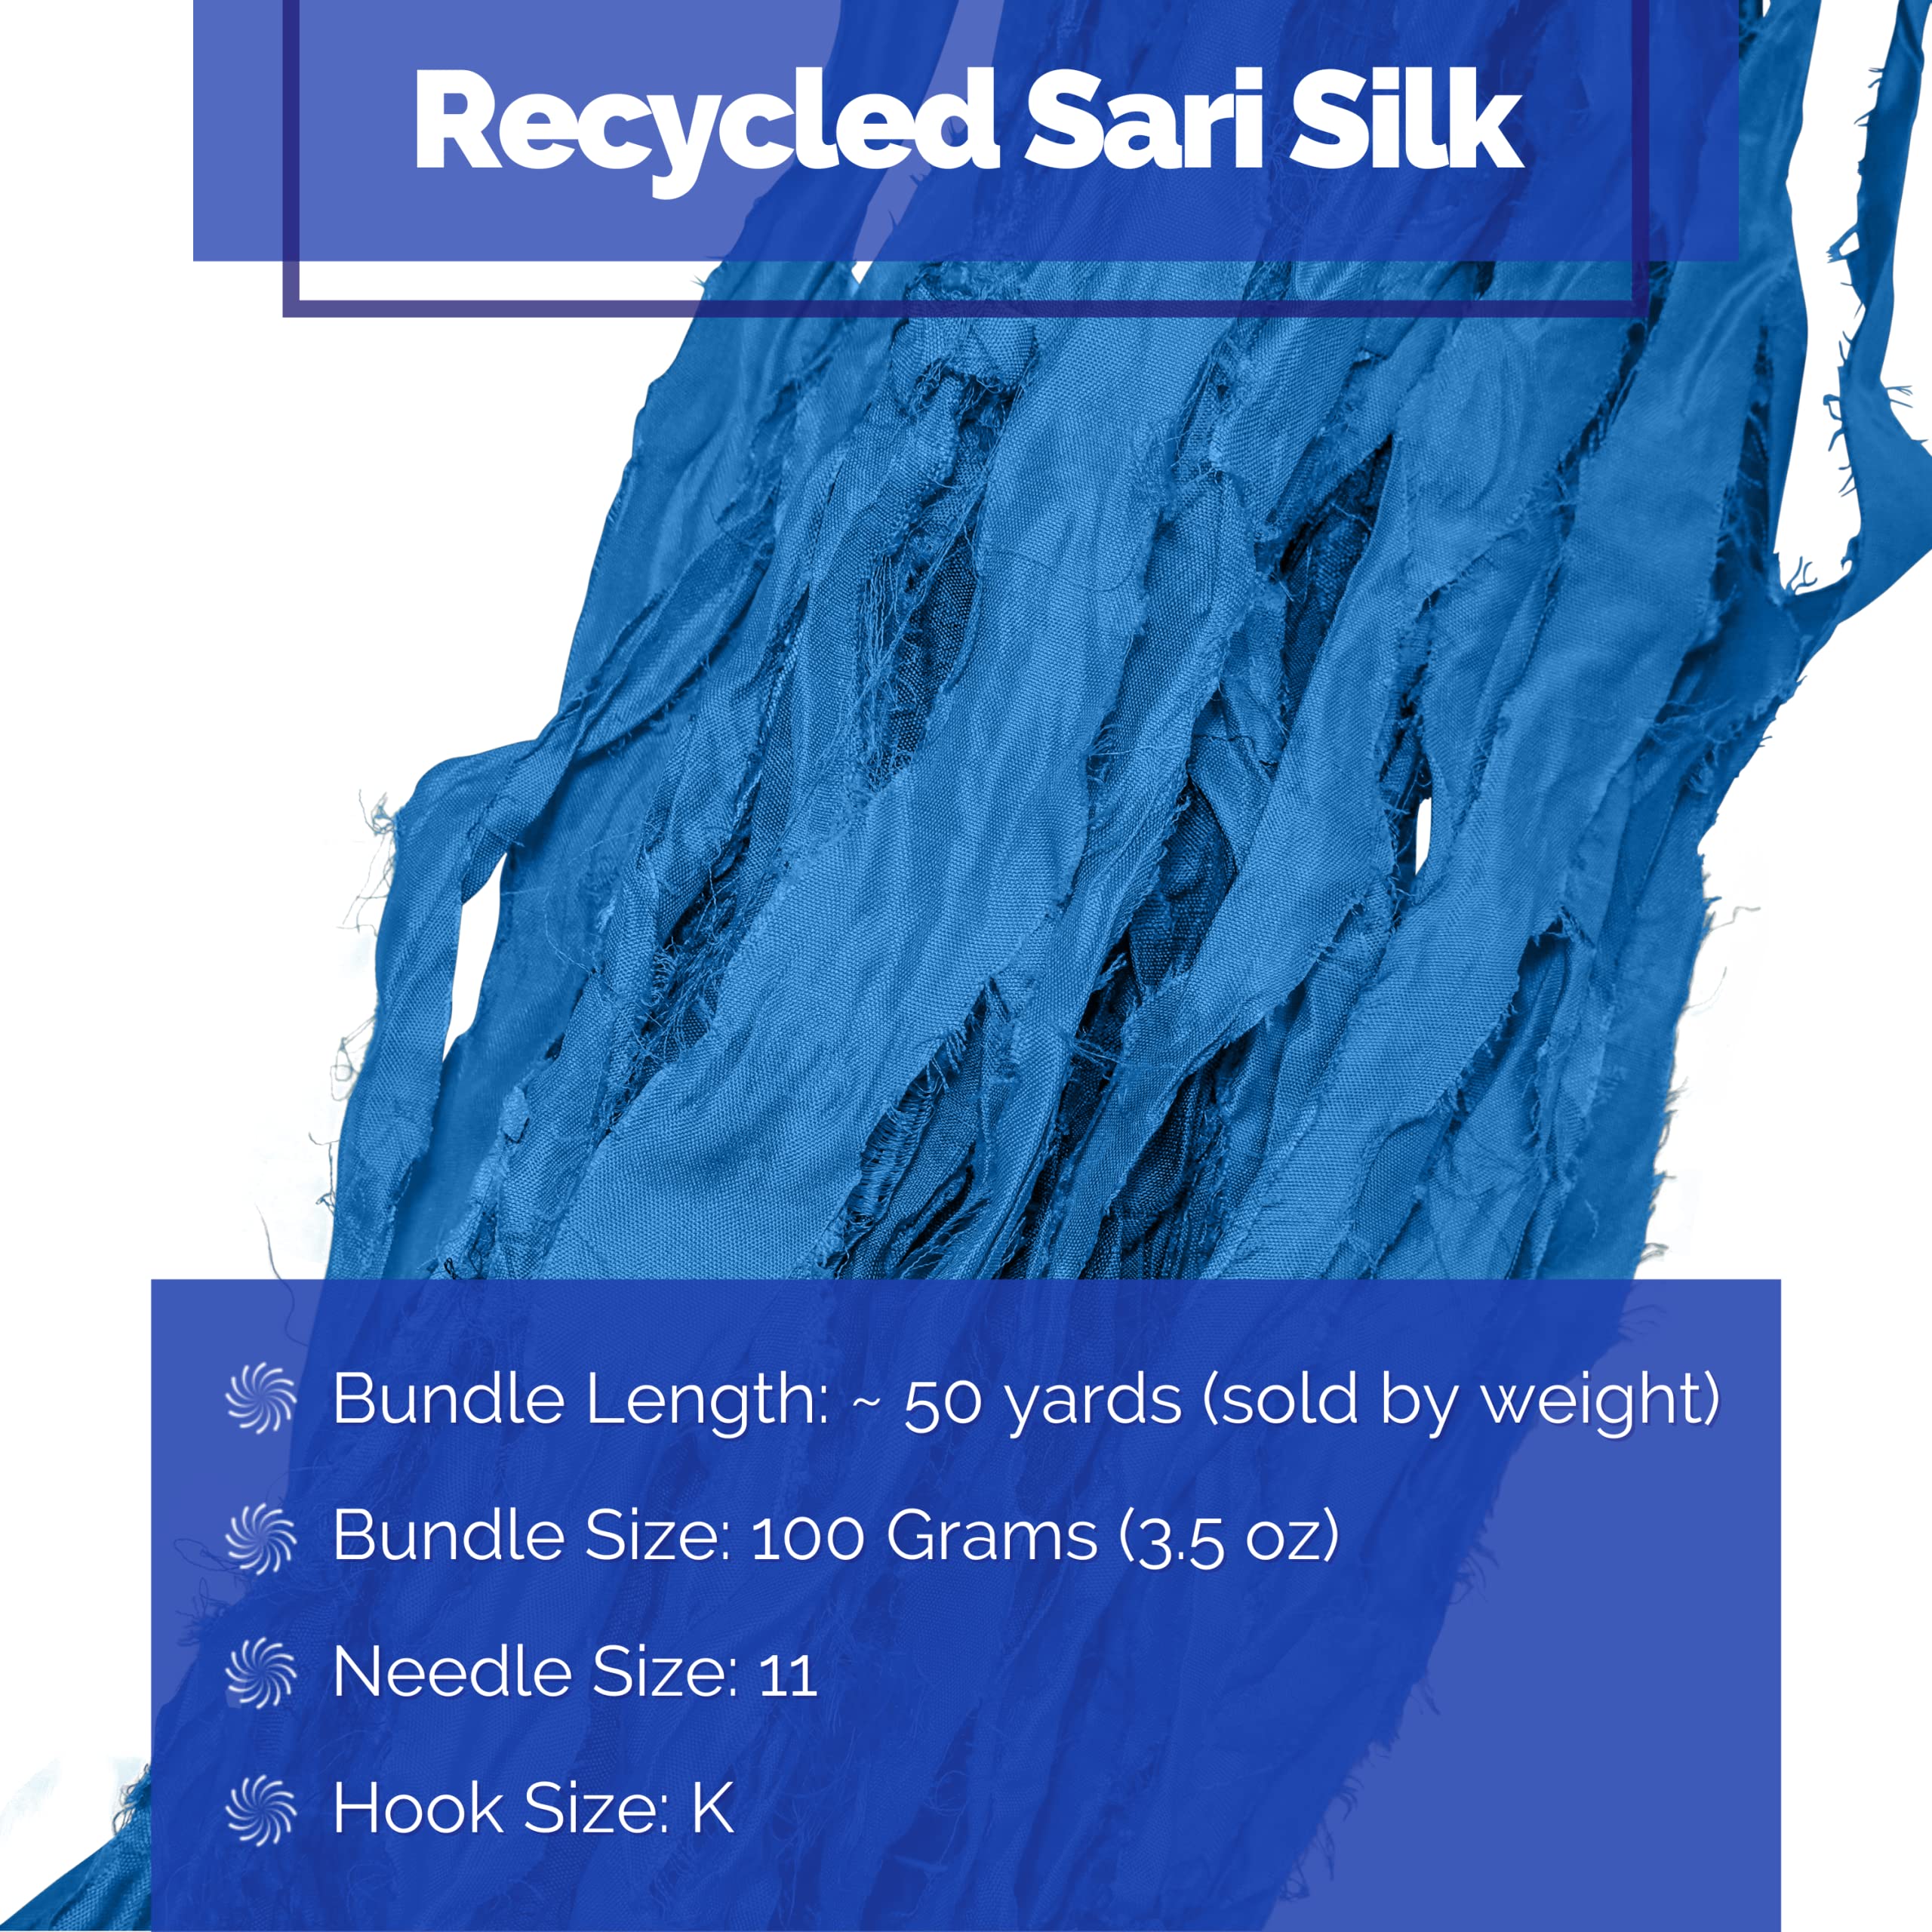 Recycled Sari Silk
Bundle Length: ~ 50 yards (sold by weight)
Bundle Size: 100 Grams (3.5 oz)
Needle Size: 11
Hook Size: K